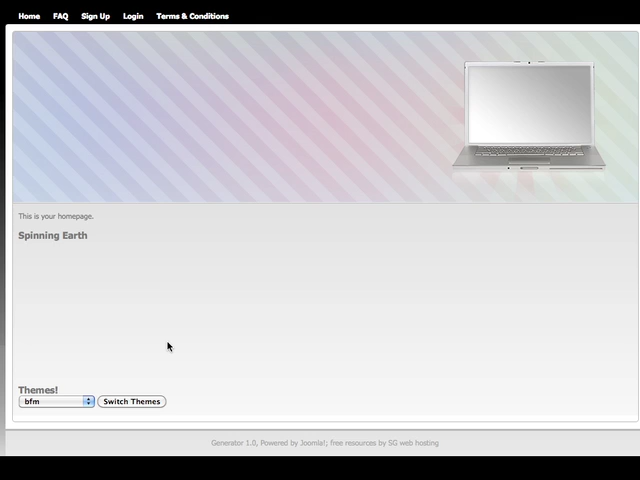 Home FAQ Sign Up Login Terms & Conditions
This is your homepage.
Spinning Earth
Themes!
bfm Switch Themes
Generator 1.0, Powered by Joomla!; free resources by SG web hosting